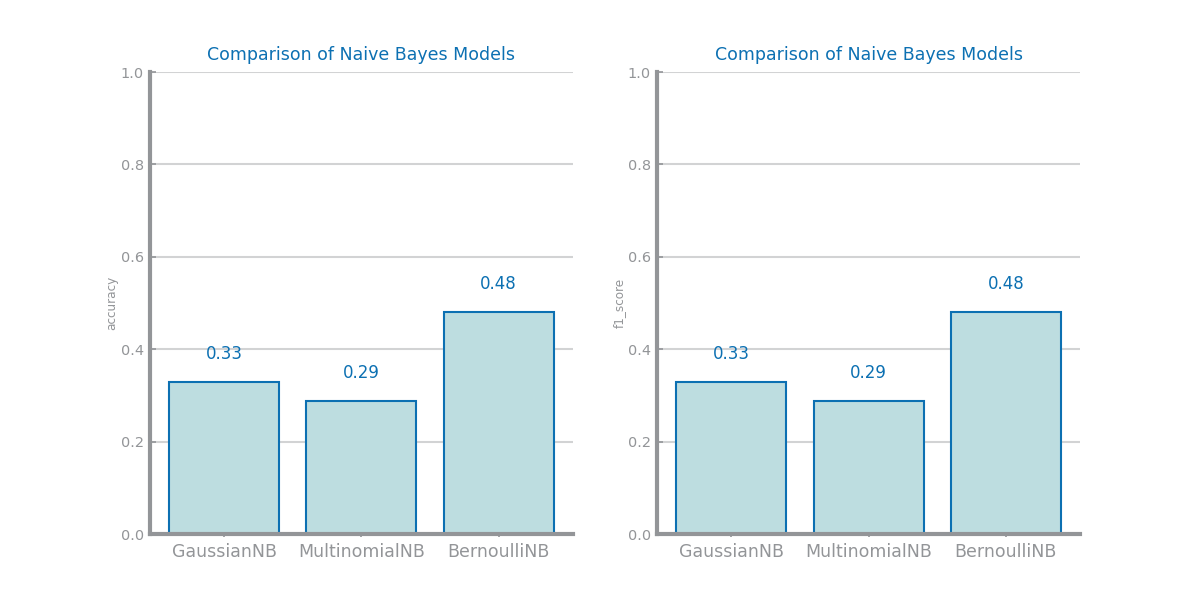 Comparison of Naive Bayes Models
1.0
0.8
0.6
0.4
0.2
0.0
accuracy
0.33
0.29
0.48
GaussianNB
MultinomialNB
BernoulliNB
Comparison of Naive Bayes Models
1.0
0.8
0.6
0.4
0.2
0.0
f1_score
0.33
0.29
0.48
GaussianNB
MultinomialNB
BernoulliNB